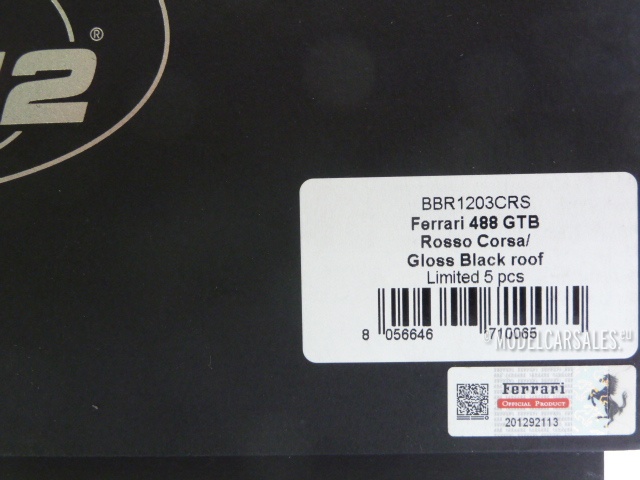 12®
BBR1203CRS
Ferrari 488 GTB
Rosso Corsa/
Gloss Black roof
Limited 5 pcs
8 056646 710065
© MODELCARSALES.eu
Ferrari
OFFICIAL PRODUCT
201292113